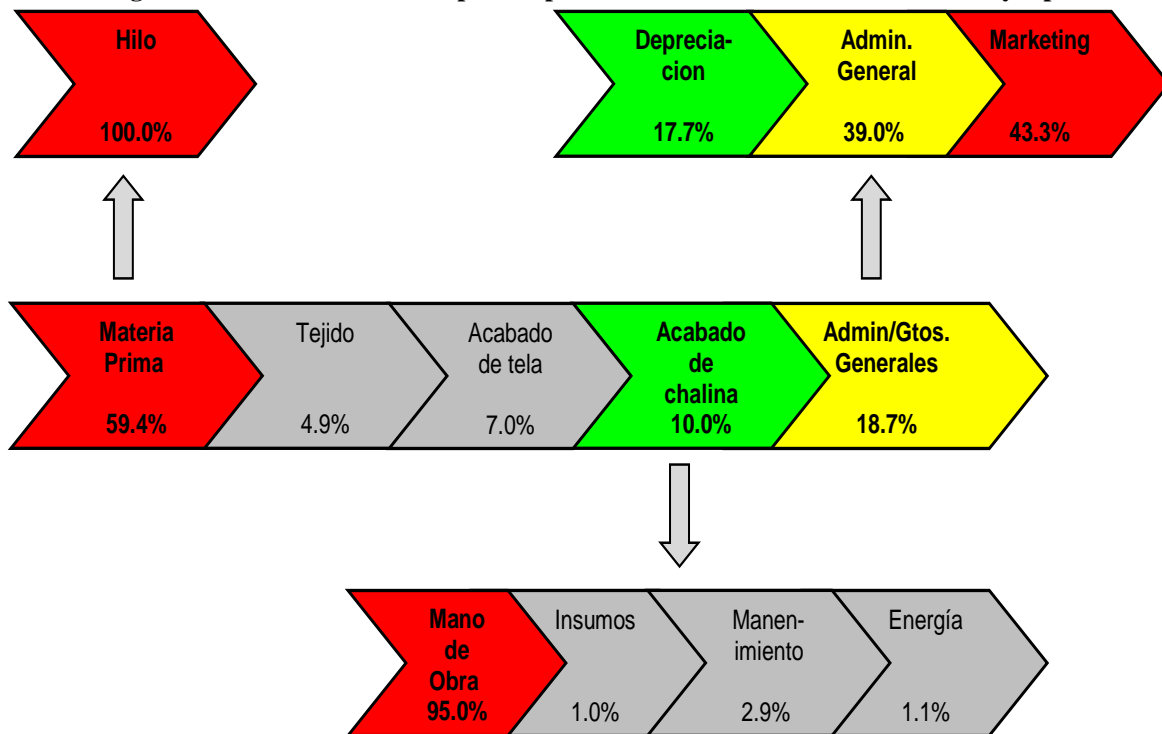 Hilo
100.0%
Deprecia-
cion
17.7%
Admin.
General
39.0%
Marketing
43.3%
Materia
Prima
59.4%
Tejido
4.9%
Acabado
de tela
7.0%
Acabado
de
chalina
10.0%
Admin/Gtos.
Generales
18.7%
Mano
de
Obra
95.0%
Insumos
1.0%
Manen-
imiento
2.9%
Energía
1.1%